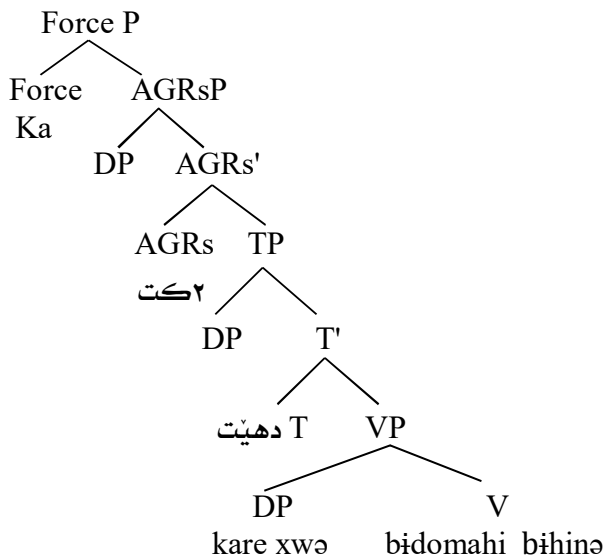 Force P
Force AGRsP
Ka
DP AGRs'
AGRs TP
٢کت
DP T'
دهێت T VP
DP V
kare xwə bɨdomahi bɨhinə